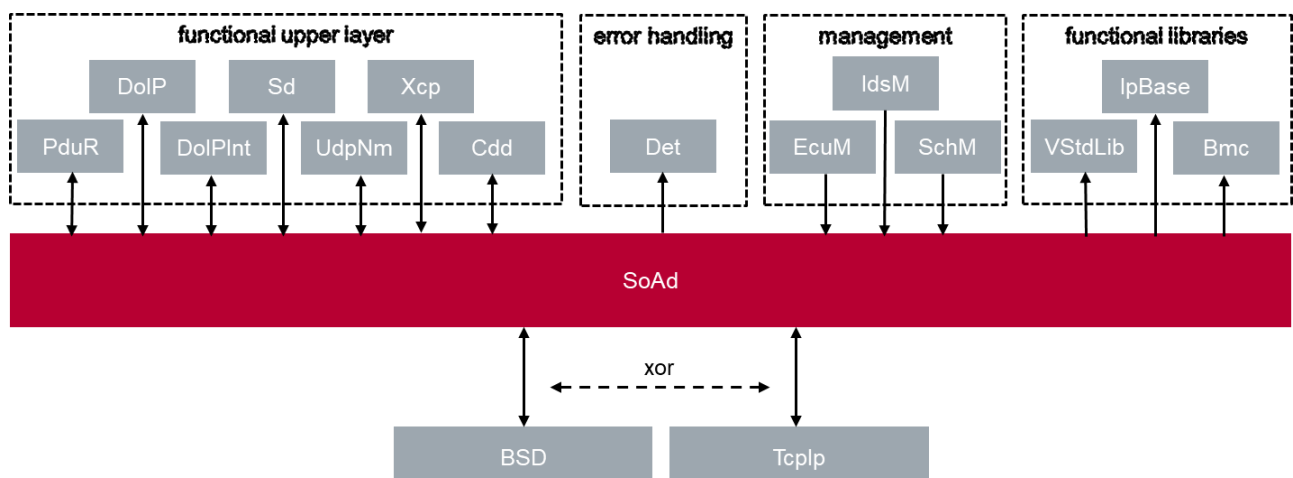 functional upper layer
error handling
management
functional libraries
DoIP
Sd
Xcp
IdsM
IpBase
PduR
DoIPInt
UdpNm
Cdd
Det
EcuM
SchM
VStdLib
Bmc
SoAd
xor
BSD
TcpIp